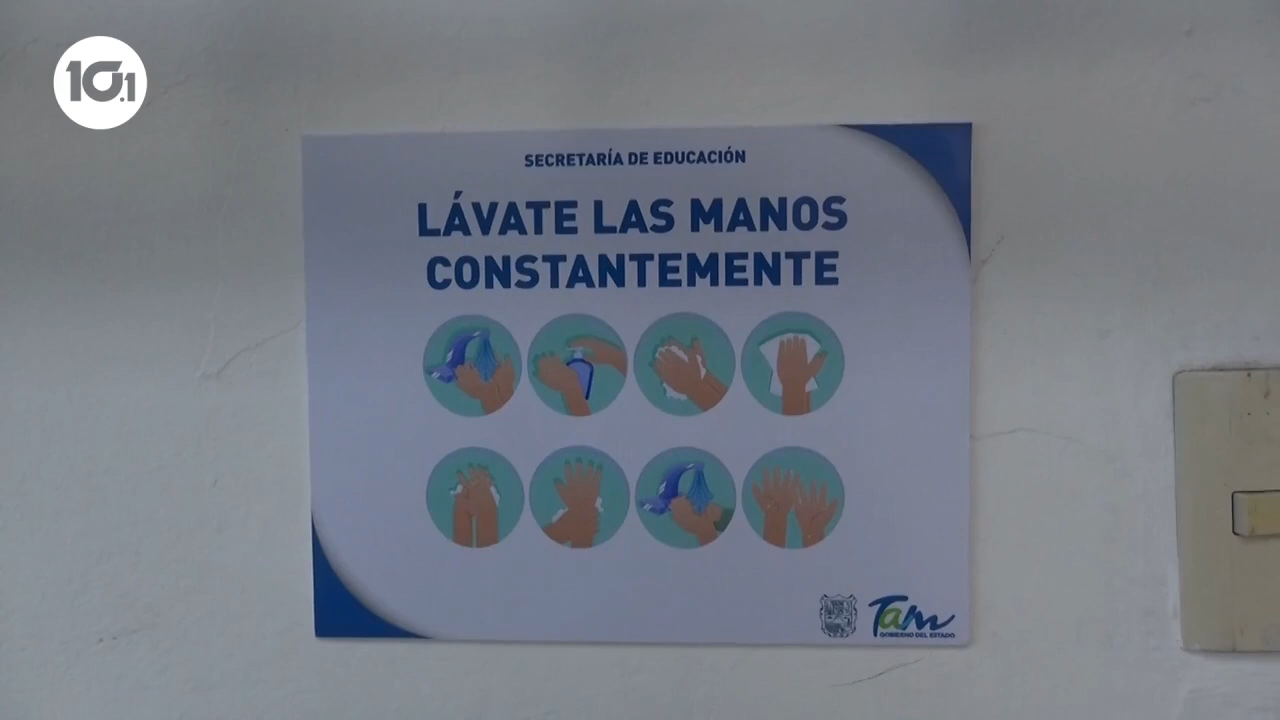 10.1
SECRETARÍA DE EDUCACIÓN
LÁVATE LAS MANOS
CONSTANTEMENTE
Tam
GOBIERNO DEL ESTADO